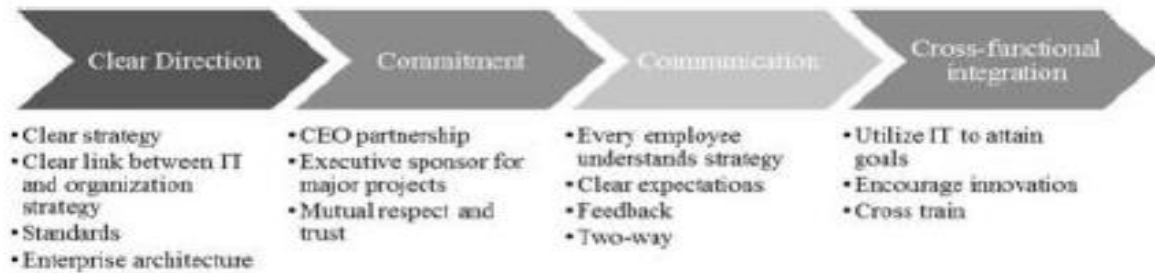 Clear Direction
Commitment
Communication
Cross-functional
integration
• Clear strategy
• Clear link between IT
and organization
strategy
• Standards
• Enterprise architecture
• CEO partnership
• Executive sponsor for
major projects
• Mutual respect and
trust
• Every employee
understands strategy
• Clear expectations
• Feedback
• Two-way
• Utilize IT to attain
goals
• Encourage innovation
• Cross train